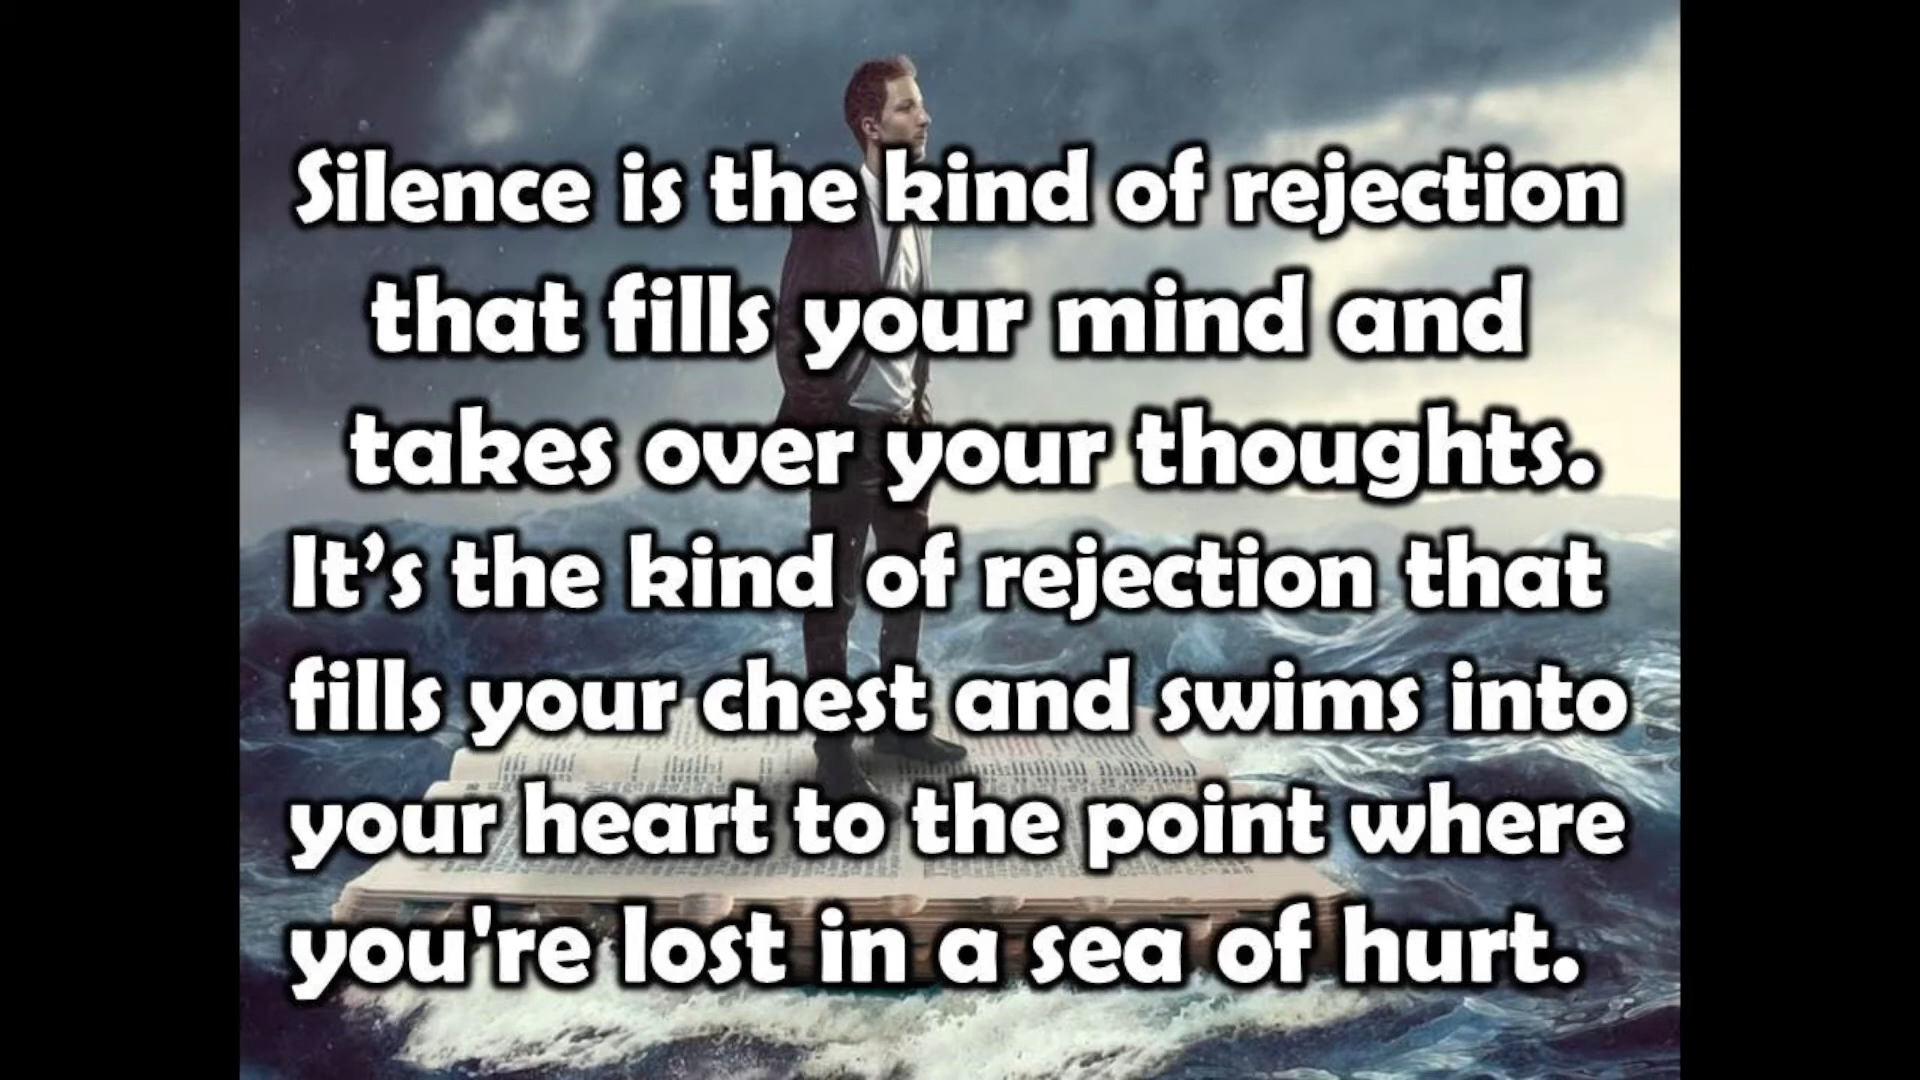 Silence is the kind of rejection
that fills your mind and
takes over your thoughts.
It’s the kind of rejection that
fills your chest and swims into
your heart to the point where
you're lost in a sea of hurt.